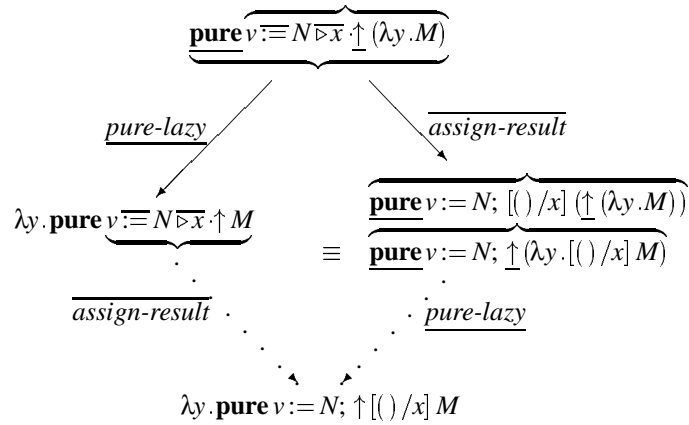 pure v := N ▷ x · ↑ (λy.M)
pure-lazy
assign-result
λy. pure v := N ▷ x · ↑ M
pure v := N; [( ) /x] (↑ (λy.M))
≡ pure v := N; ↑ (λy.[( ) /x] M)
assign-result
pure-lazy
λy. pure v := N; ↑ [( ) /x] M